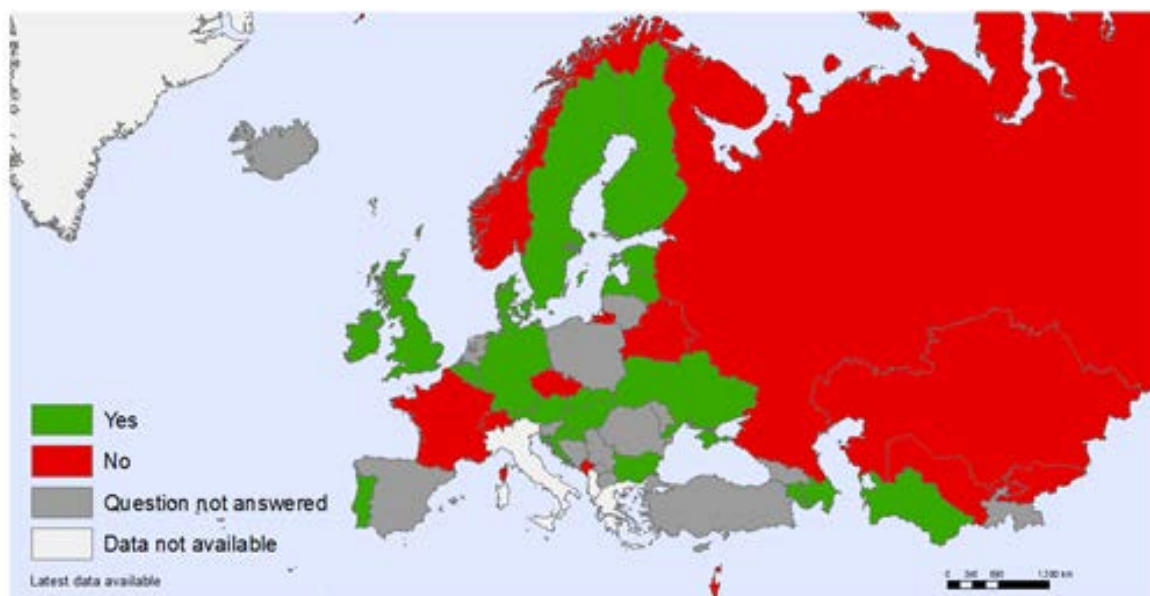 Yes
No
Question not answered
Data not available
Latest data available